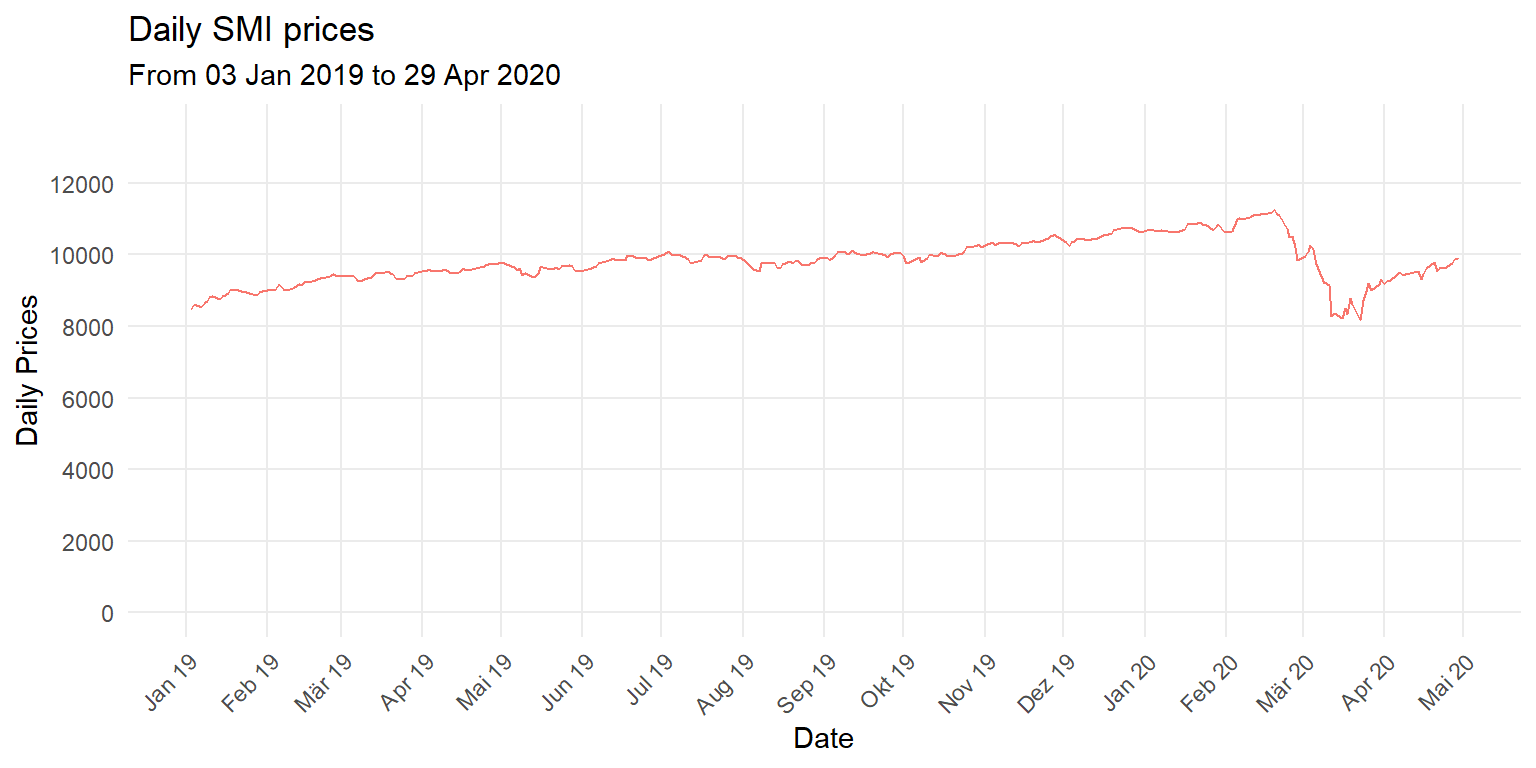 Daily SMI prices
From 03 Jan 2019 to 29 Apr 2020
Daily Prices
12000
10000
8000
6000
4000
2000
0
Jan 19
Feb 19
Mär 19
Apr 19
Mai 19
Jun 19
Jul 19
Aug 19
Sep 19
Okt 19
Nov 19
Dez 19
Jan 20
Feb 20
Mär 20
Apr 20
Mai 20
Date